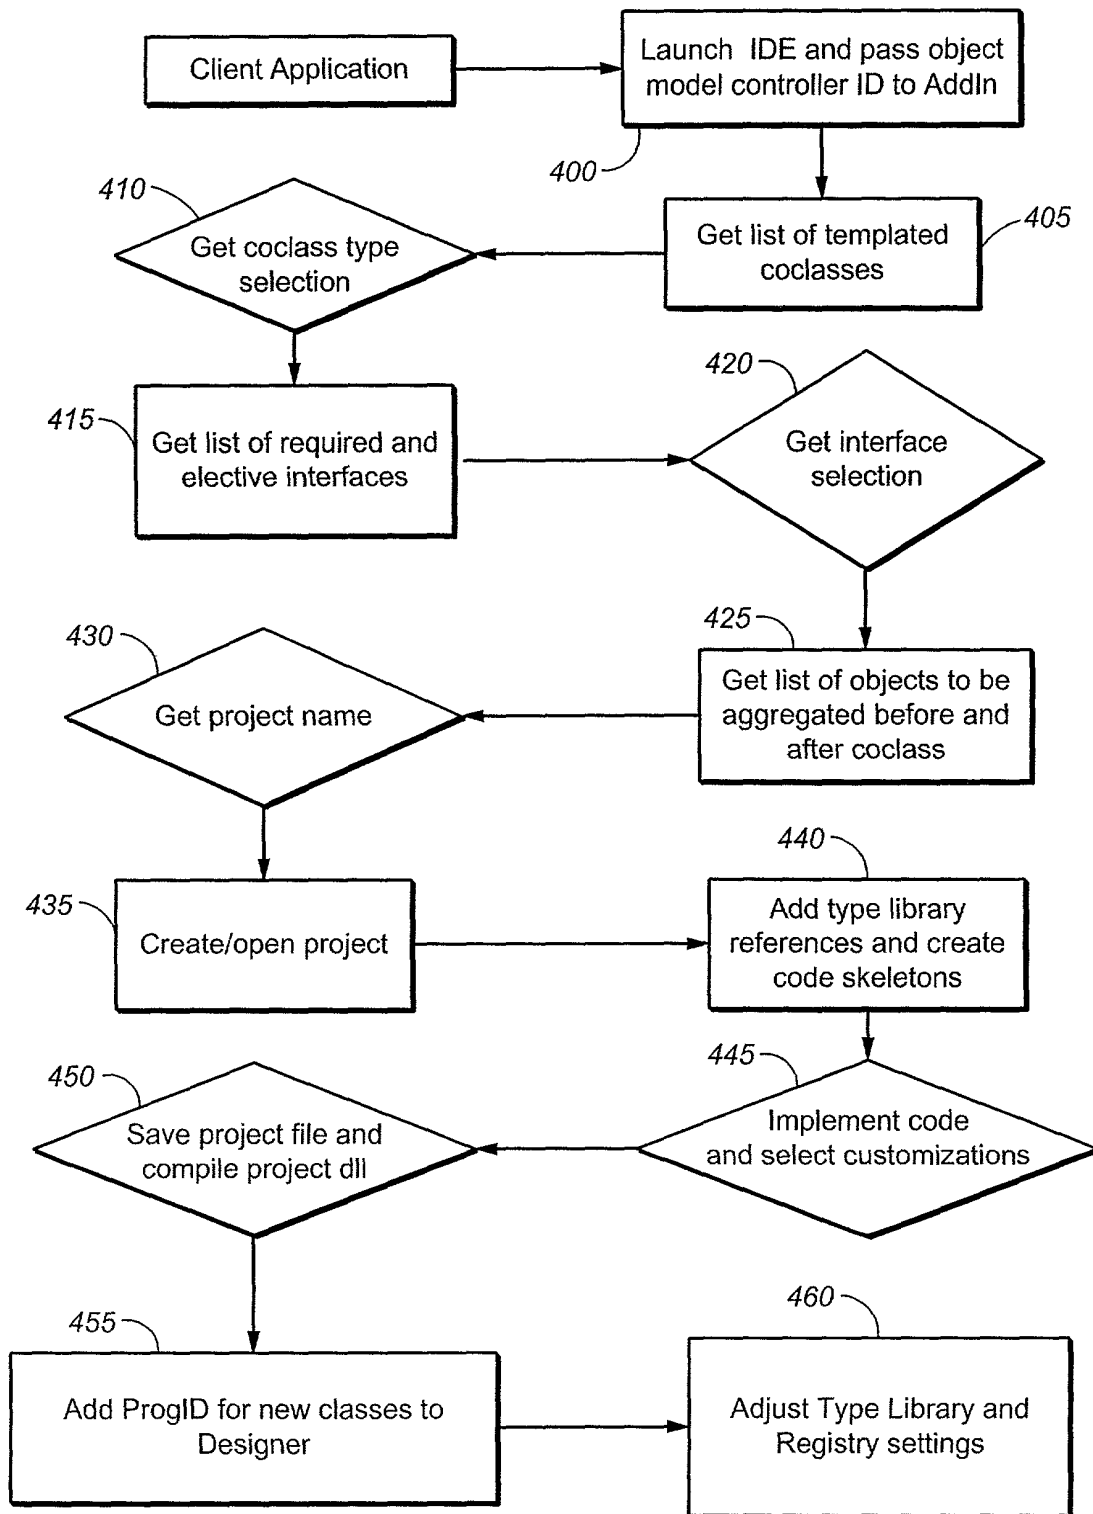 Client Application
Launch IDE and pass object
model controller ID to AddIn
400
410
405
Get list of templated
coclasses
Get coclass type
selection
420
415
Get list of required and
elective interfaces
Get interface
selection
425
430
Get list of objects to be
aggregated before and
after coclass
Get project name
440
435
Add type library
references and create
code skeletons
Create/open project
445
450
Implement code
and select customizations
Save project file and
compile project dll
460
455
Add ProgID for new classes to
Designer
Adjust Type Library and
Registry settings